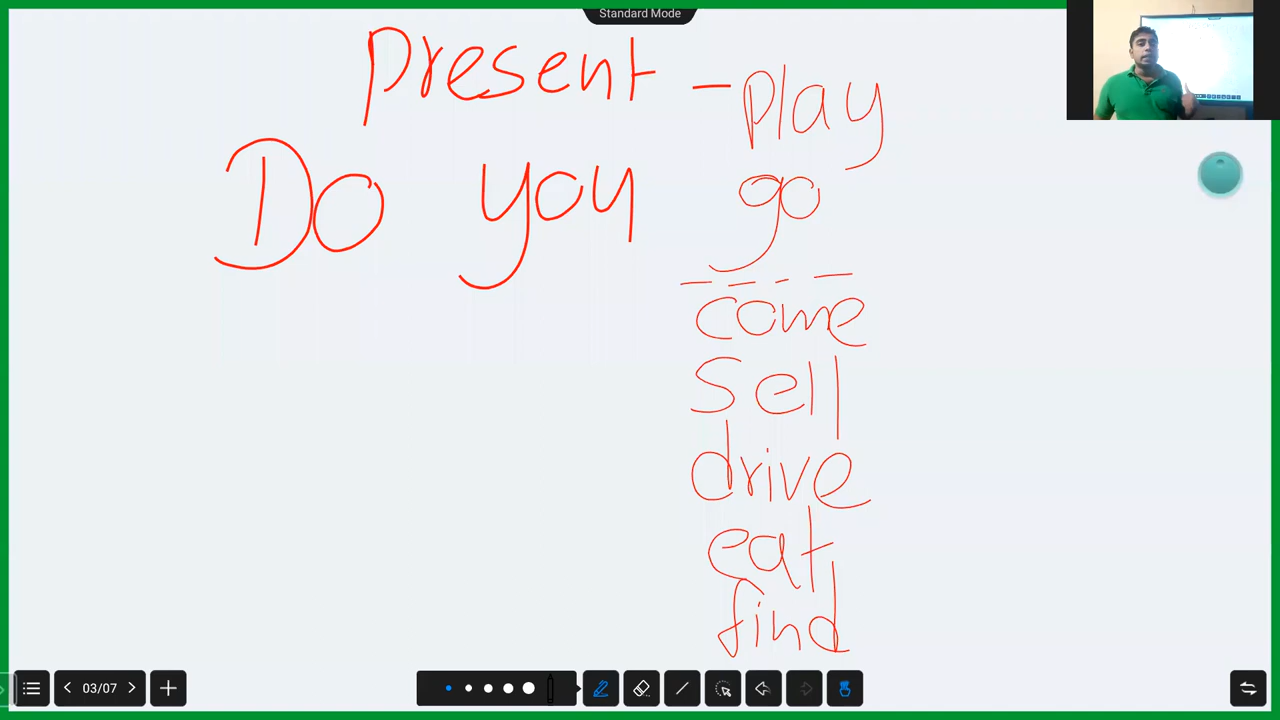 Standard Mode
Present - play
Do you go
- - - -
come
sell
drive
eat
find
03/07